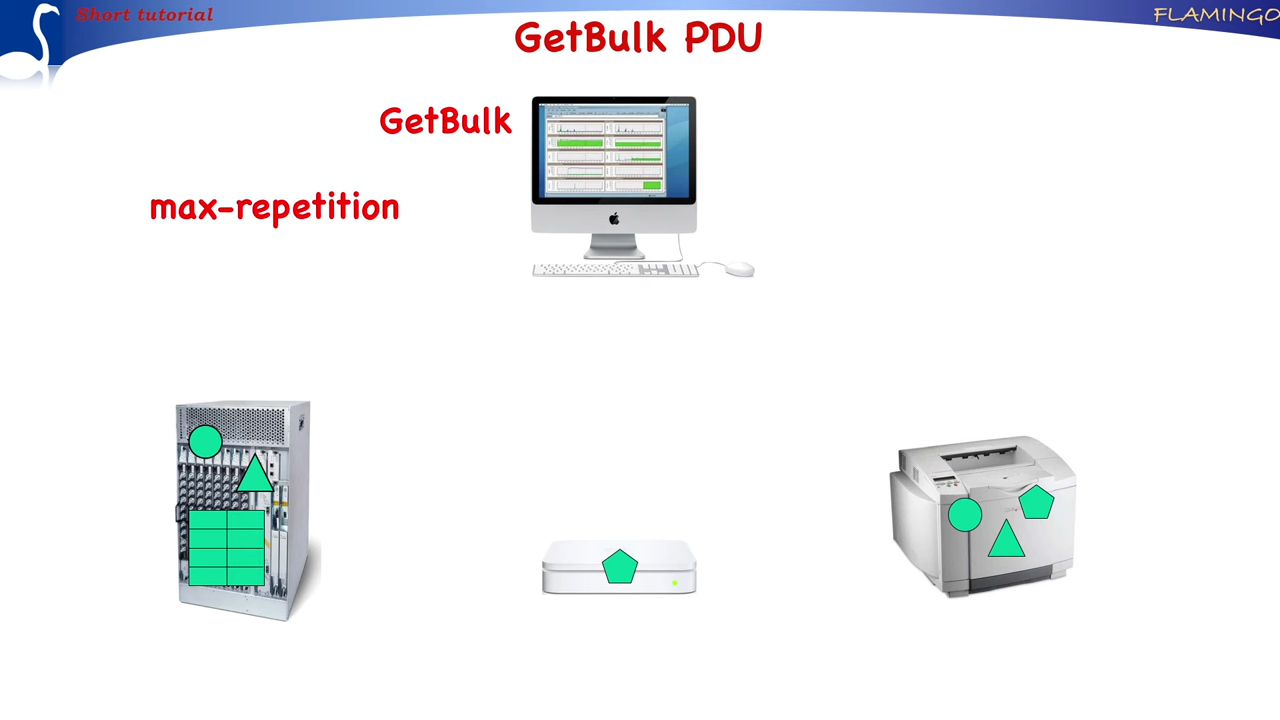 Short tutorial
FLAMINGO
GetBulk PDU
GetBulk
max-repetition